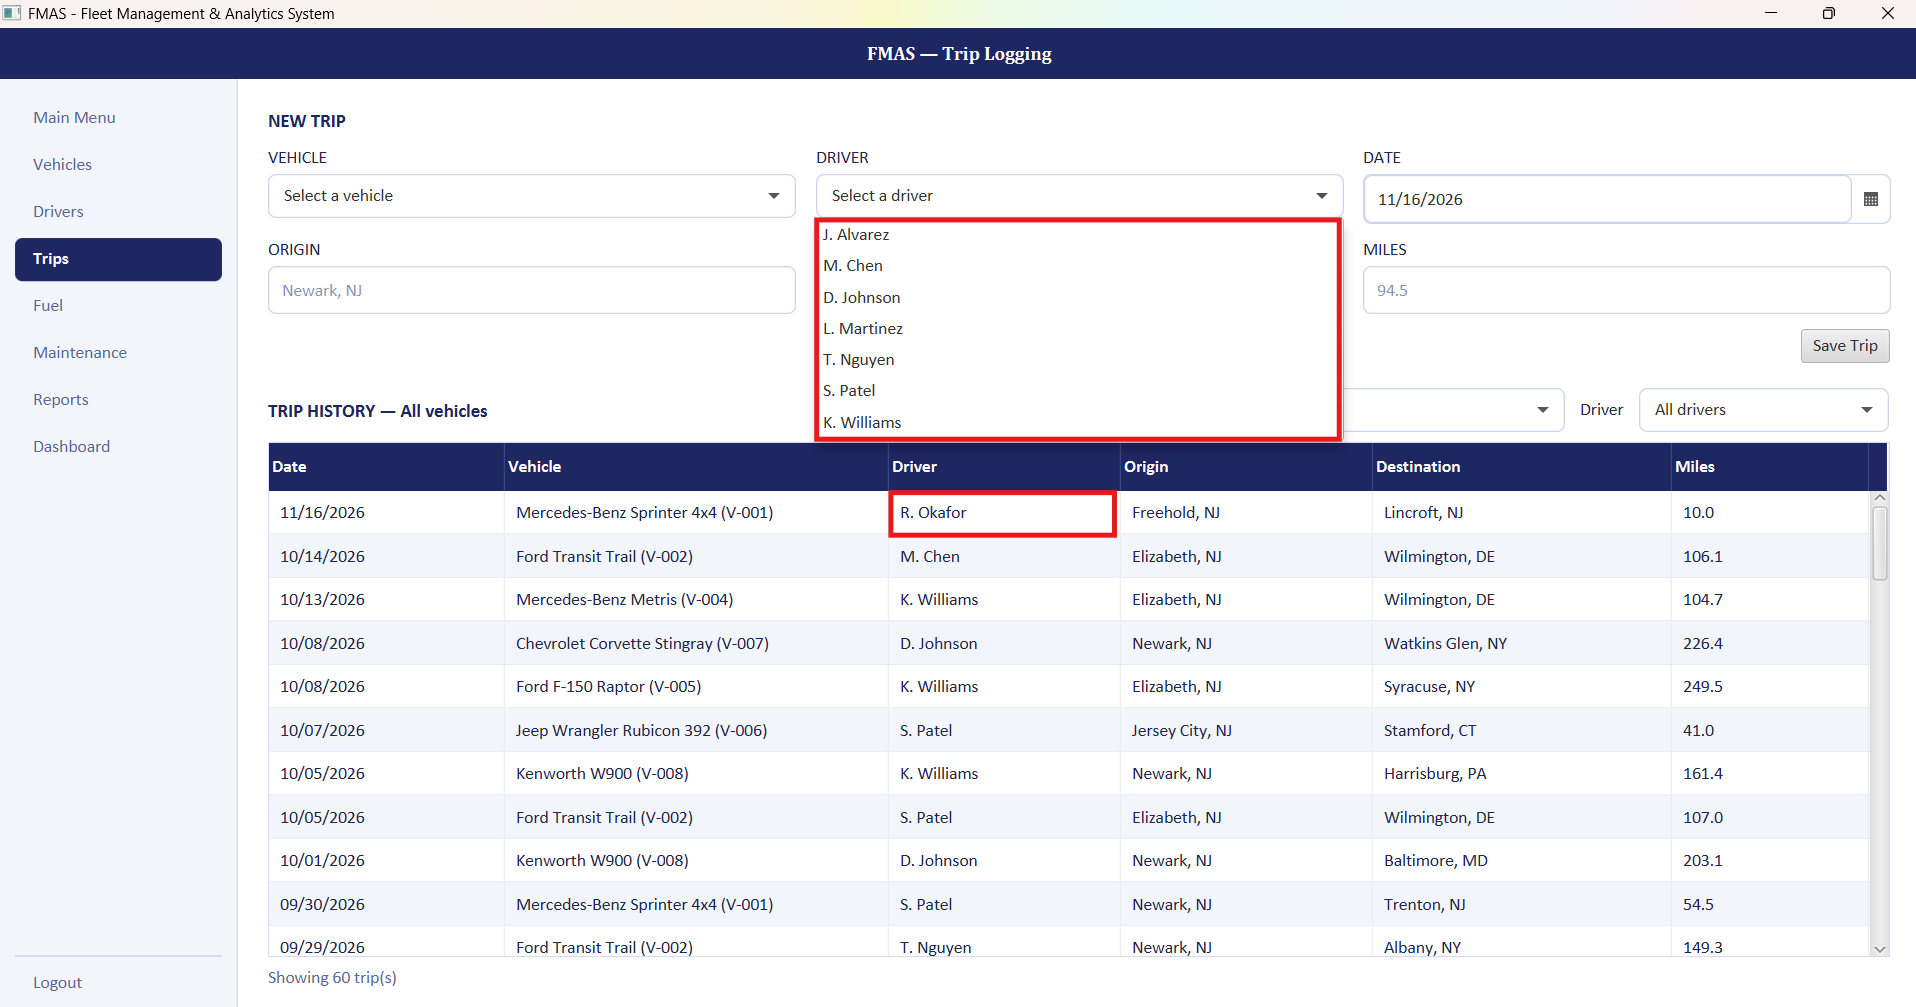 FMAS - Fleet Management & Analytics System
FMAS — Trip Logging
Main Menu
Vehicles
Drivers
Trips
Fuel
Maintenance
Reports
Dashboard
Logout
NEW TRIP
VEHICLE
Select a vehicle
DRIVER
Select a driver
DATE
11/16/2026
J. Alvarez
M. Chen
D. Johnson
L. Martinez
T. Nguyen
S. Patel
K. Williams
ORIGIN
Newark, NJ
MILES
94.5
Save Trip
TRIP HISTORY — All vehicles
Driver All drivers
Date Vehicle Driver Origin Destination Miles
11/16/2026 Mercedes-Benz Sprinter 4x4 (V-001) R. Okafor Freehold, NJ Lincroft, NJ 10.0
10/14/2026 Ford Transit Trail (V-002) M. Chen Elizabeth, NJ Wilmington, DE 106.1
10/13/2026 Mercedes-Benz Metris (V-004) K. Williams Elizabeth, NJ Wilmington, DE 104.7
10/08/2026 Chevrolet Corvette Stingray (V-007) D. Johnson Newark, NJ Watkins Glen, NY 226.4
10/08/2026 Ford F-150 Raptor (V-005) K. Williams Elizabeth, NJ Syracuse, NY 249.5
10/07/2026 Jeep Wrangler Rubicon 392 (V-006) S. Patel Jersey City, NJ Stamford, CT 41.0
10/05/2026 Kenworth W900 (V-008) K. Williams Newark, NJ Harrisburg, PA 161.4
10/05/2026 Ford Transit Trail (V-002) S. Patel Elizabeth, NJ Wilmington, DE 107.0
10/01/2026 Kenworth W900 (V-008) D. Johnson Newark, NJ Baltimore, MD 203.1
09/30/2026 Mercedes-Benz Sprinter 4x4 (V-001) S. Patel Newark, NJ Trenton, NJ 54.5
09/29/2026 Ford Transit Trail (V-002) T. Nguyen Newark, NJ Albany, NY 149.3
Showing 60 trip(s)